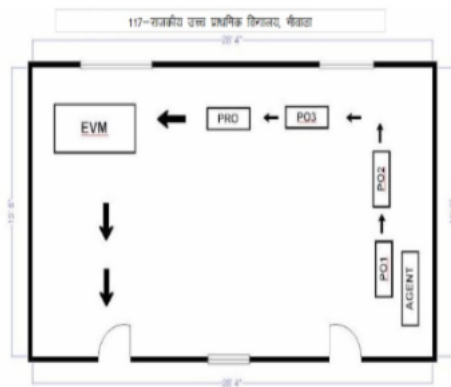 117-राजकीय उच्च प्राथमिक विद्यालय, भीवाडा
EVM
PRO
PO3
PO2
PO1
AGENT